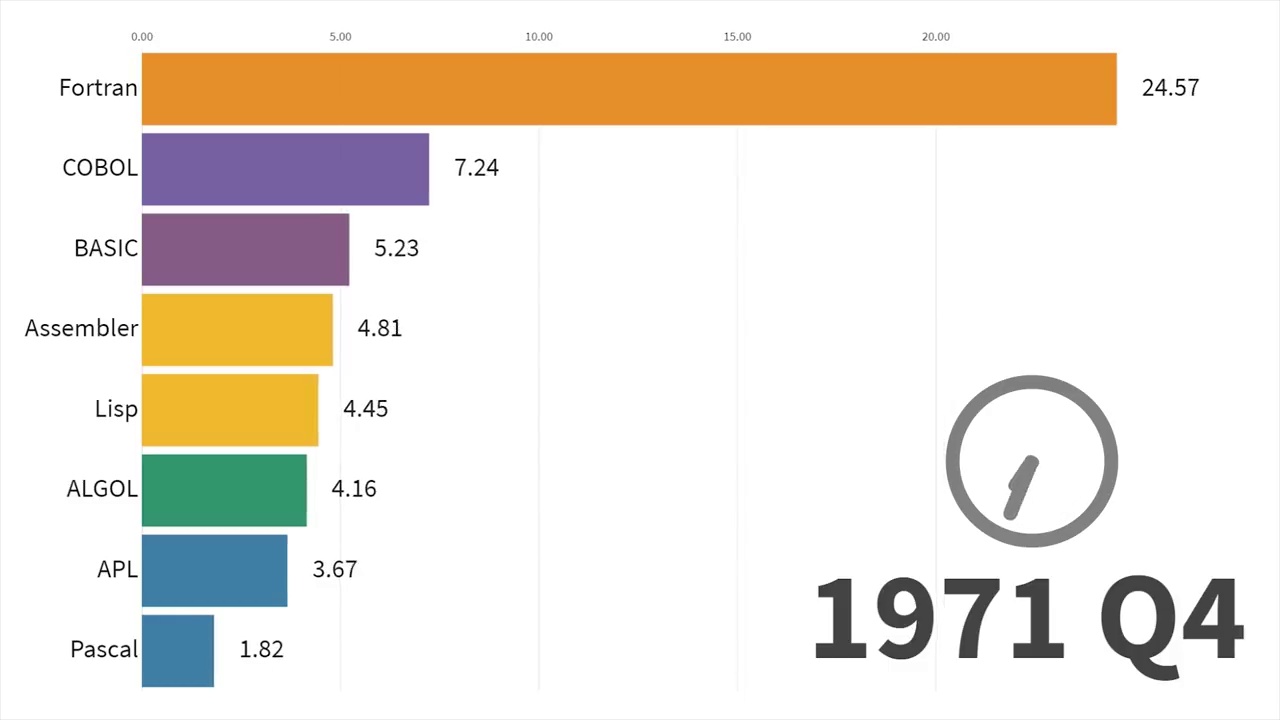 0.00 5.00 10.00 15.00 20.00
Fortran 24.57
COBOL 7.24
BASIC 5.23
Assembler 4.81
Lisp 4.45
ALGOL 4.16
APL 3.67
Pascal 1.82
1971 Q4